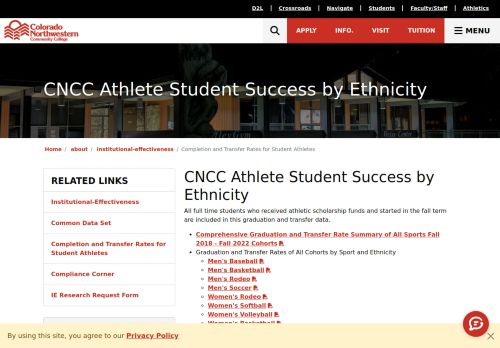 D2L | Crossroads | Navigate | Students | Faculty/Staff | Athletics
Colorado
Northwestern
Community College
APPLY INFO. VISIT TUITION MENU
CNCC Athlete Student Success by Ethnicity
Home / about / institutional-effectiveness / Completion and Transfer Rates for Student Athletes
RELATED LINKS
Institutional-Effectiveness
Common Data Set
Completion and Transfer Rates for
Student Athletes
Compliance Corner
IE Research Request Form
CNCC Athlete Student Success by
Ethnicity
All full time students who received athletic scholarship funds and started in the fall term
are included in this graduation and transfer data.
Comprehensive Graduation and Transfer Rate Summary of All Sports Fall
2018 - Fall 2022 Cohorts
Graduation and Transfer Rates of All Cohorts by Sport and Ethnicity
Men's Baseball
Men's Basketball
Men's Rodeo
Men's Soccer
Women's Rodeo
Women's Softball
Women's Volleyball
Women's Basketball
By using this site, you agree to our Privacy Policy